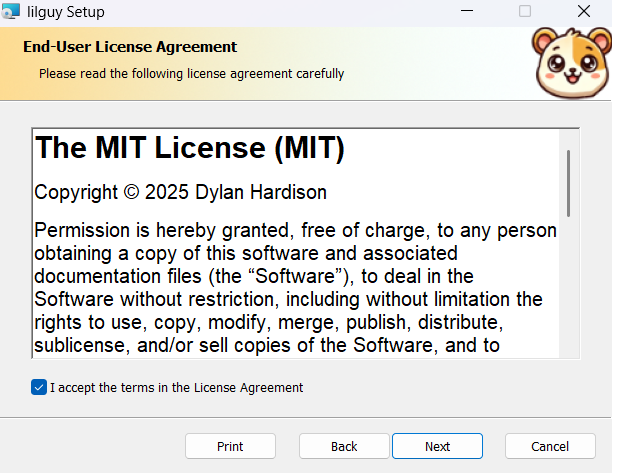 lilguy Setup
End-User License Agreement
Please read the following license agreement carefully
The MIT License (MIT)
Copyright © 2025 Dylan Hardison
Permission is hereby granted, free of charge, to any person
obtaining a copy of this software and associated
documentation files (the “Software”), to deal in the
Software without restriction, including without limitation the
rights to use, copy, modify, merge, publish, distribute,
sublicense, and/or sell copies of the Software, and to
I accept the terms in the License Agreement
Print
Back
Next
Cancel